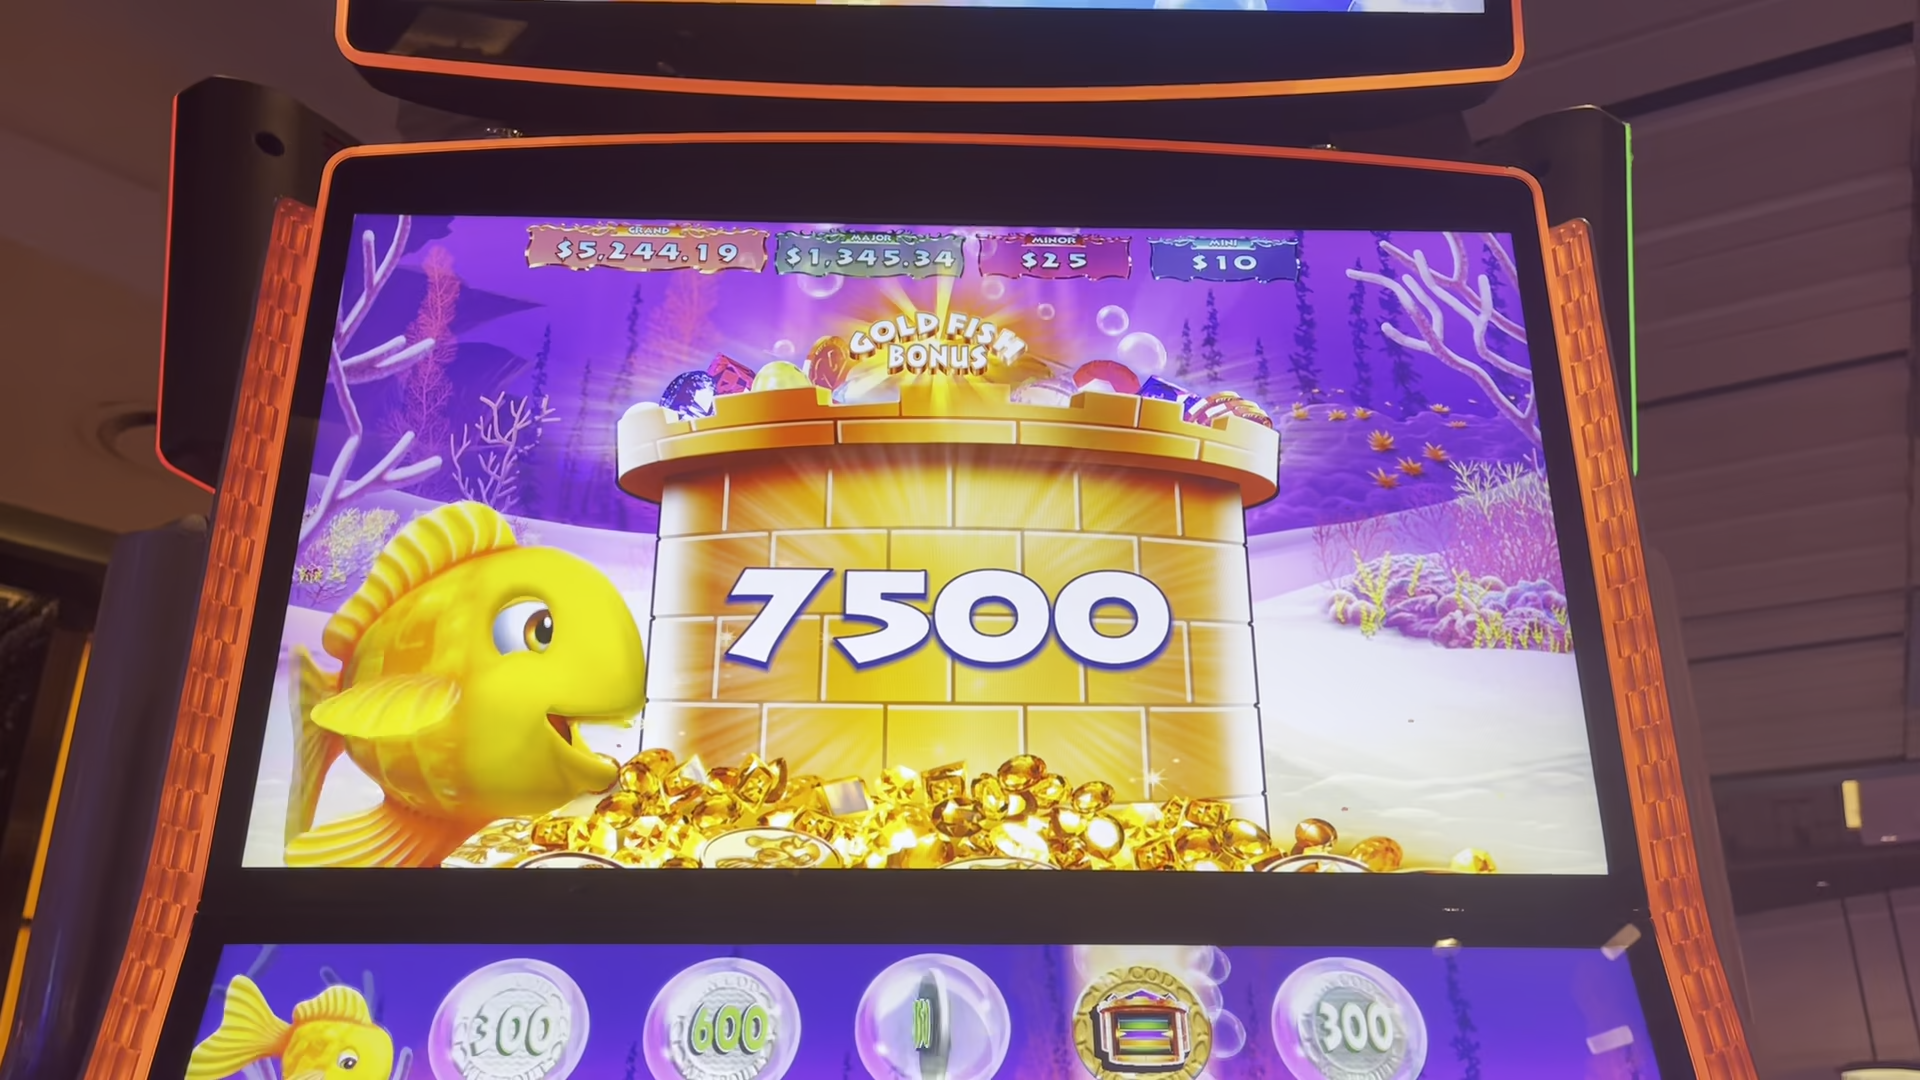 GRAND
$5,244.19
MAJOR
$1,345.34
MINOR
$25
MINI
$10
GOLD FISH
BONUS
7500
300
600
300